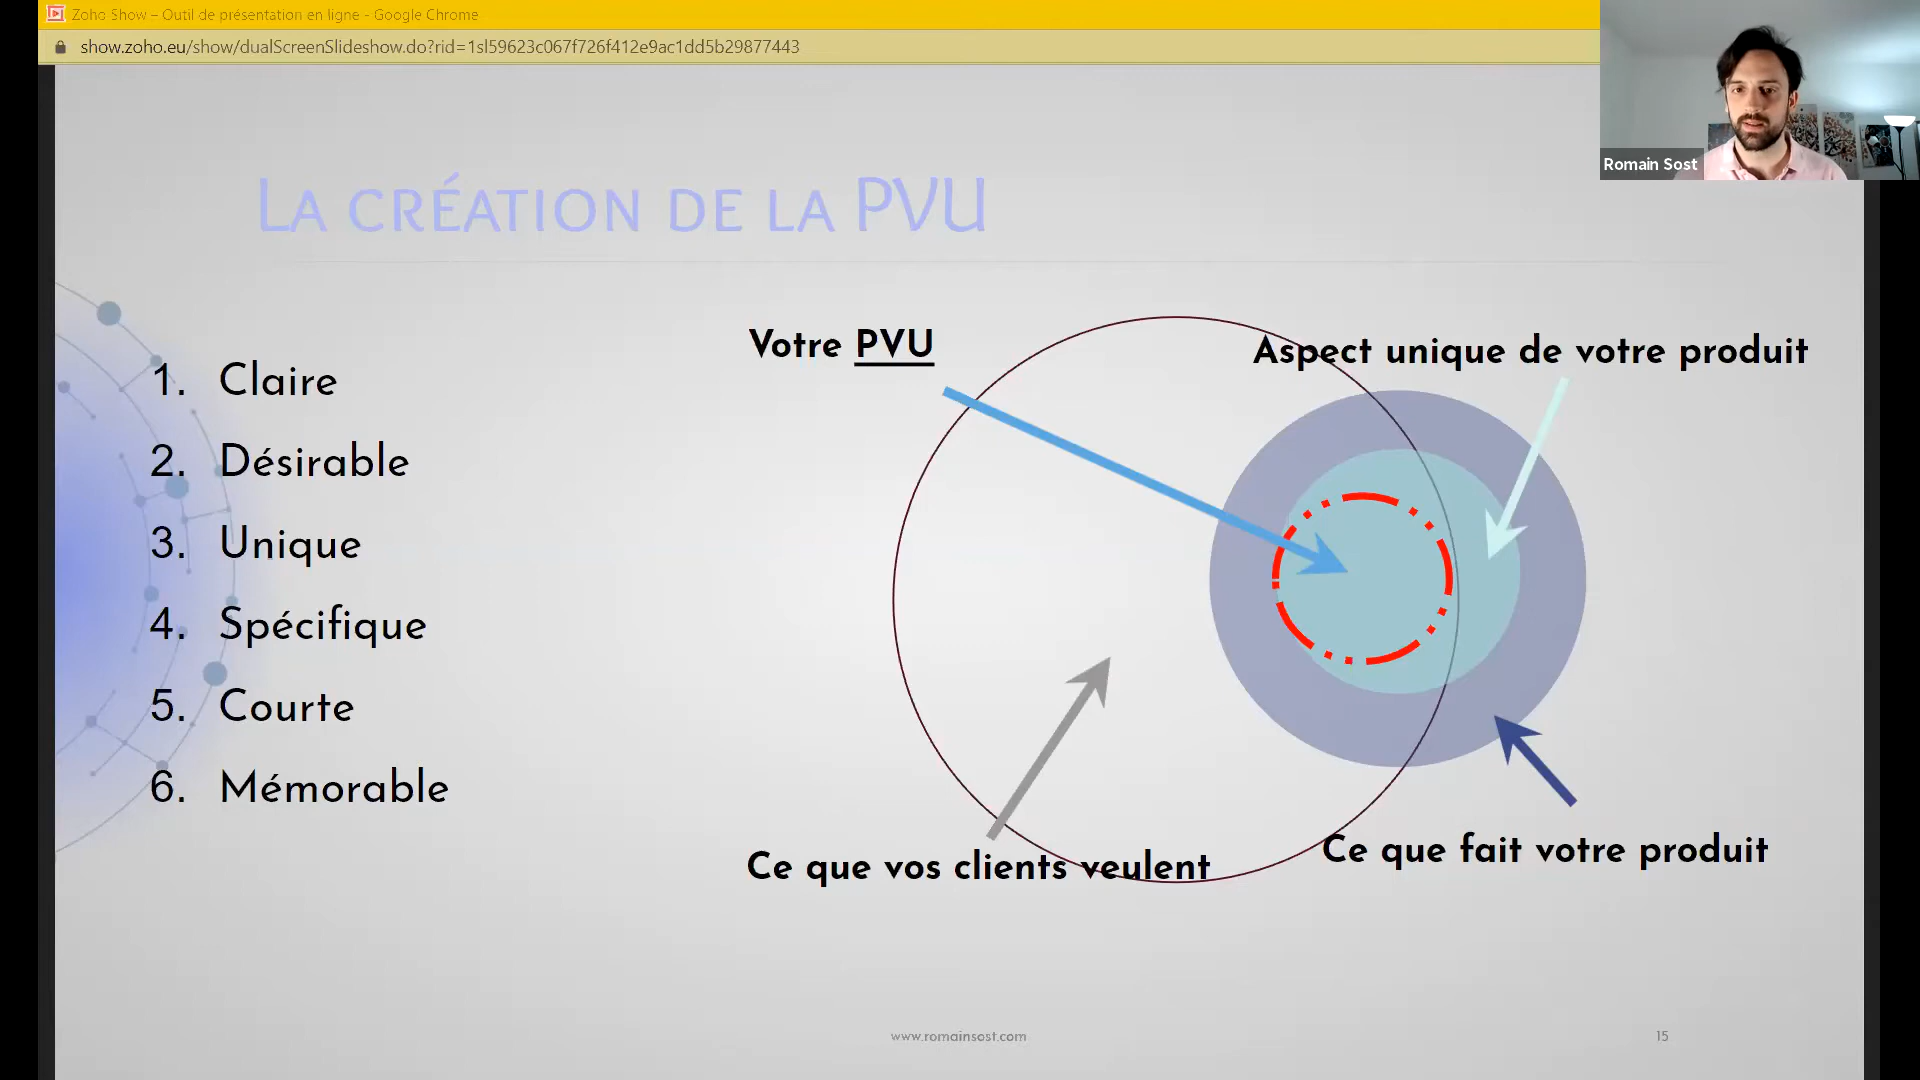 Zoho Show – Outil de présentation en ligne - Google Chrome
show.zoho.eu/show/dualScreenSlideshow.do?rid=1sl59623c067f726f412e9ac1dd5b29877443
Romain Sost
La création de la PVU
1. Claire
2. Désirable
3. Unique
4. Spécifique
5. Courte
6. Mémorable
Votre PVU
Aspect unique de votre produit
Ce que vos clients veulent
Ce que fait votre produit
www.romainsost.com
15